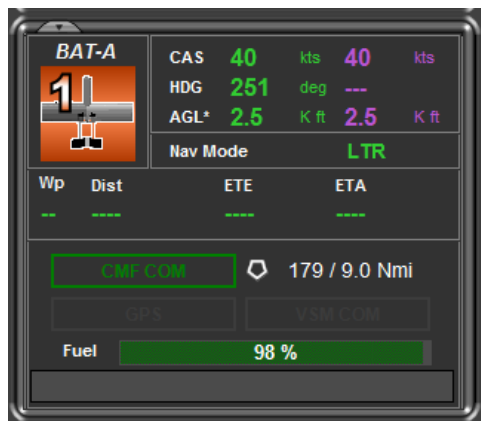 BAT-A
1
CAS 40 kts 40 kts
HDG 251 deg ---
AGL* 2.5 K ft 2.5 K ft
Nav Mode LTR
Wp Dist ETE ETA
-- ---- ---- ----
CMF COM 179 / 9.0 Nmi
GPS VSM COM
Fuel 98 %